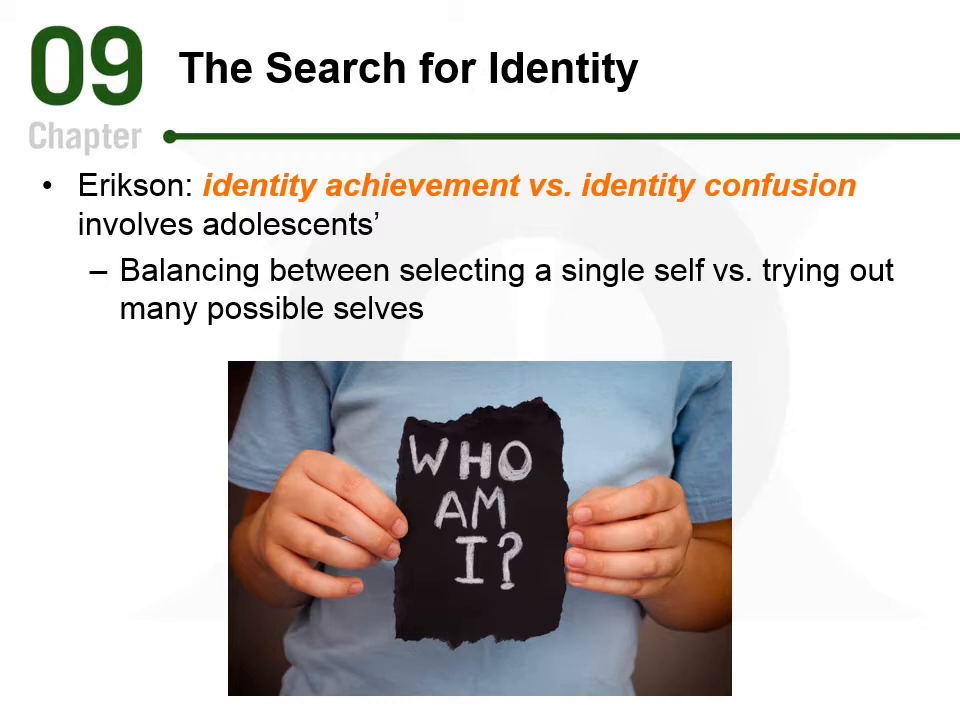 09
Chapter
The Search for Identity
• Erikson: identity achievement vs. identity confusion
involves adolescents’
– Balancing between selecting a single self vs. trying out
many possible selves
WHO
AM
I?